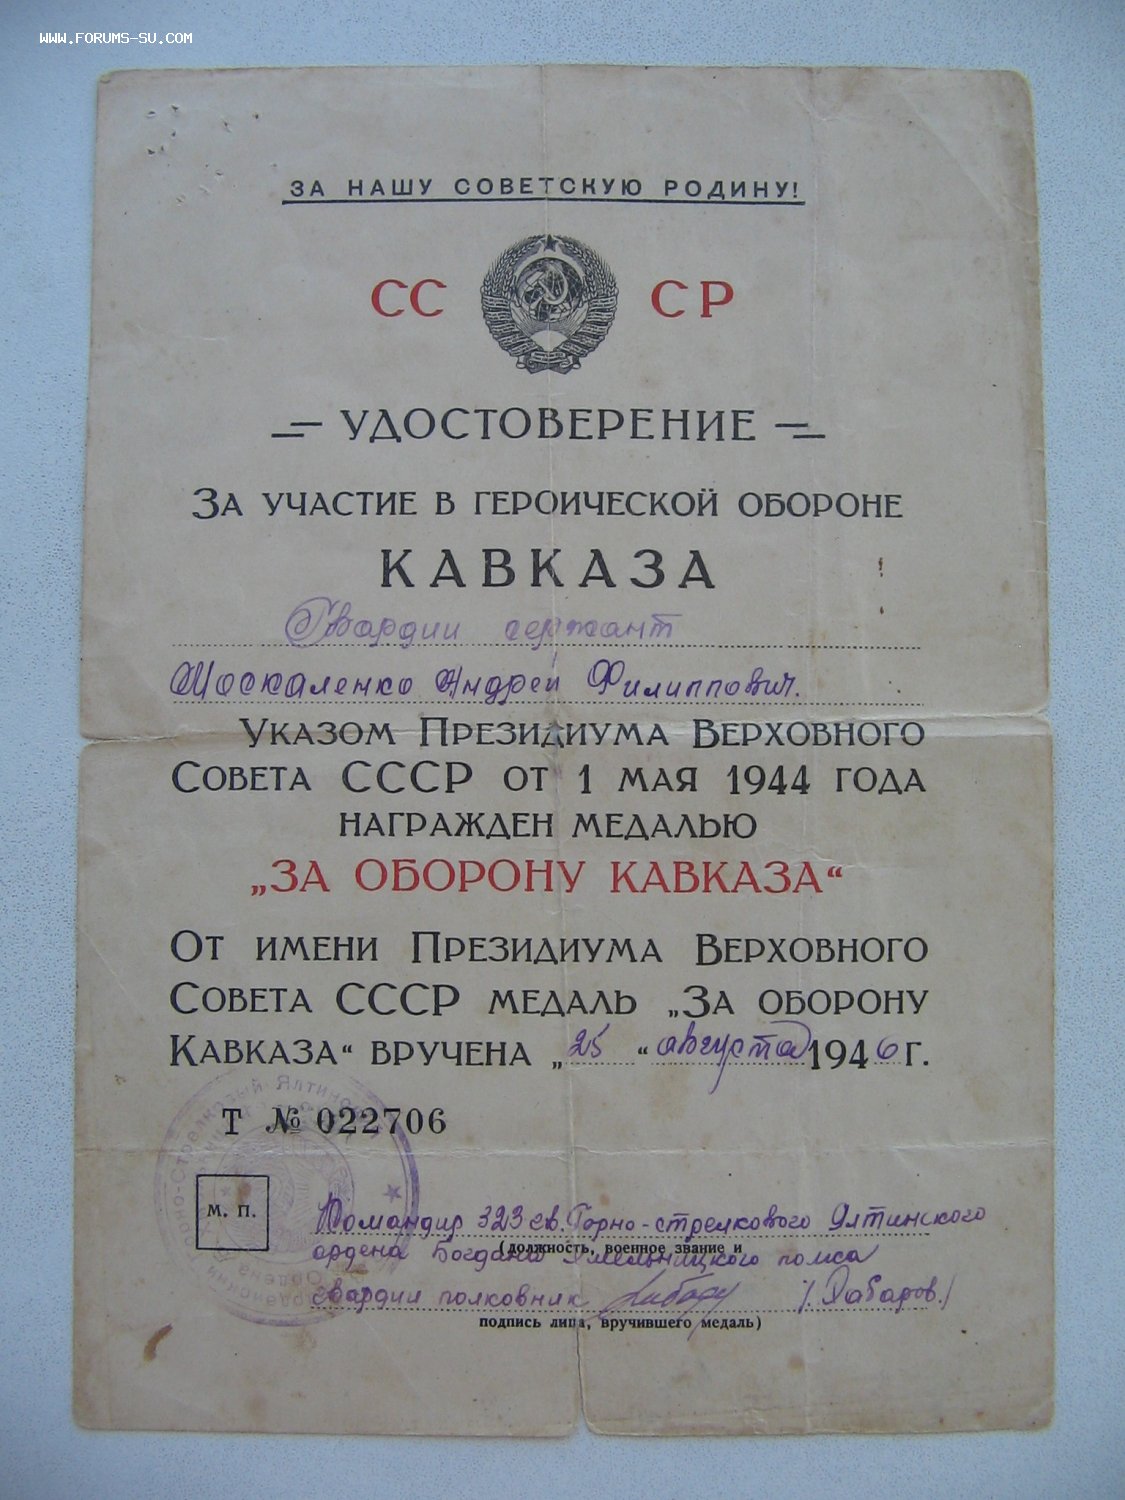 WWW.FORUMS-SU.COM
ЗА НАШУ СОВЕТСКУЮ РОДИНУ!
СС СР
УДОСТОВЕРЕНИЕ
ЗА УЧАСТИЕ В ГЕРОИЧЕСКОЙ ОБОРОНЕ
КАВКАЗА
Гвардии сержант
Москаленко Андрей Филиппович.
УКАЗОМ ПРЕЗИДИУМА ВЕРХОВНОГО
СОВЕТА СССР ОТ 1 МАЯ 1944 ГОДА
НАГРАЖДЕН МЕДАЛЬЮ
„ЗА ОБОРОНУ КАВКАЗА“
ОТ ИМЕНИ ПРЕЗИДИУМА ВЕРХОВНОГО
СОВЕТА СССР МЕДАЛЬ „ЗА ОБОРОНУ
КАВКАЗА“ ВРУЧЕНА „25“ августа 1946 Г.
Т № 022706
М. П.
Командир 323 гв. Горно-стрелкового Ялтинского
(должность, военное звание и
ордена Богдана Хмельницкого полка
гвардии полковник /. /
подпись лица, вручившего медаль)